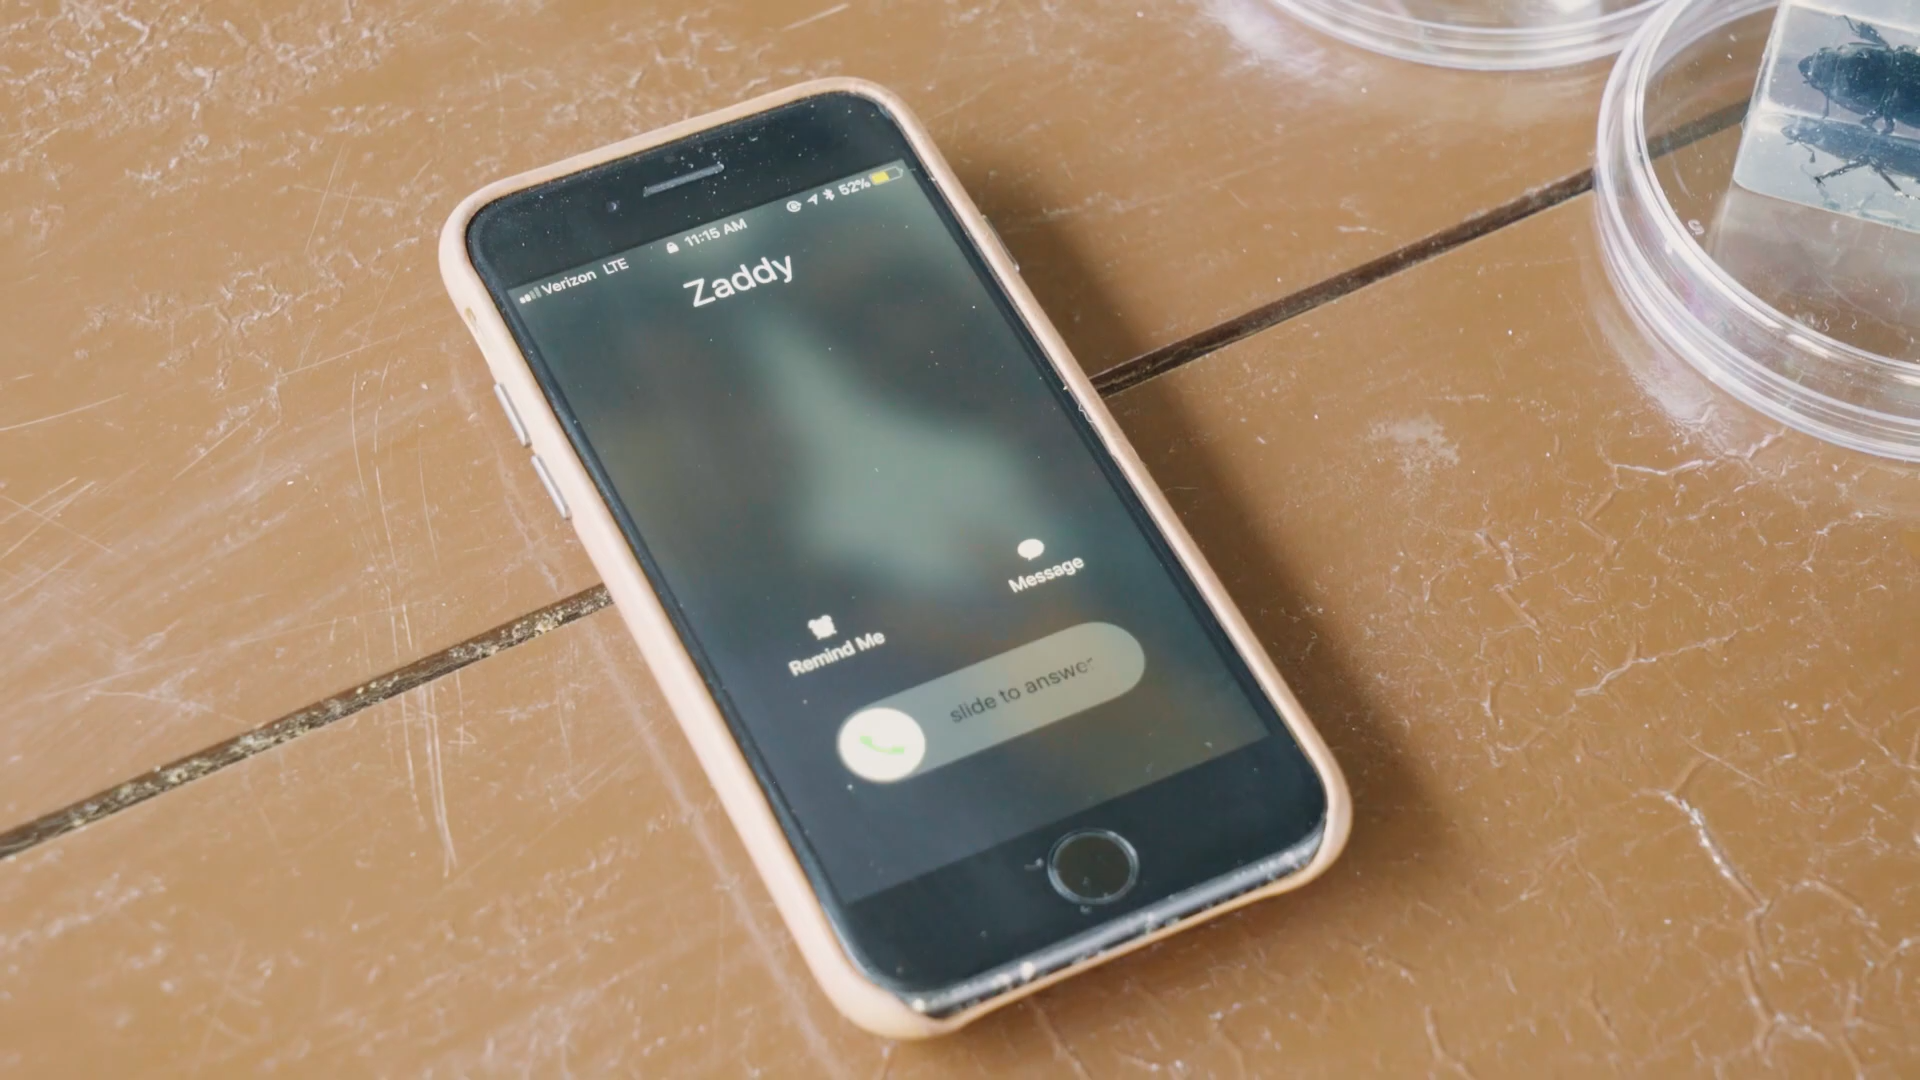 Verizon LTE 11:15 AM 52%
Zaddy
Remind Me
Message
slide to answer